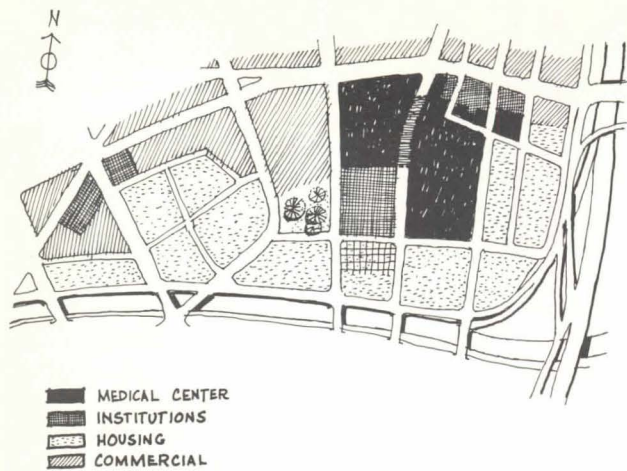 N
MEDICAL CENTER
INSTITUTIONS
HOUSING
COMMERCIAL